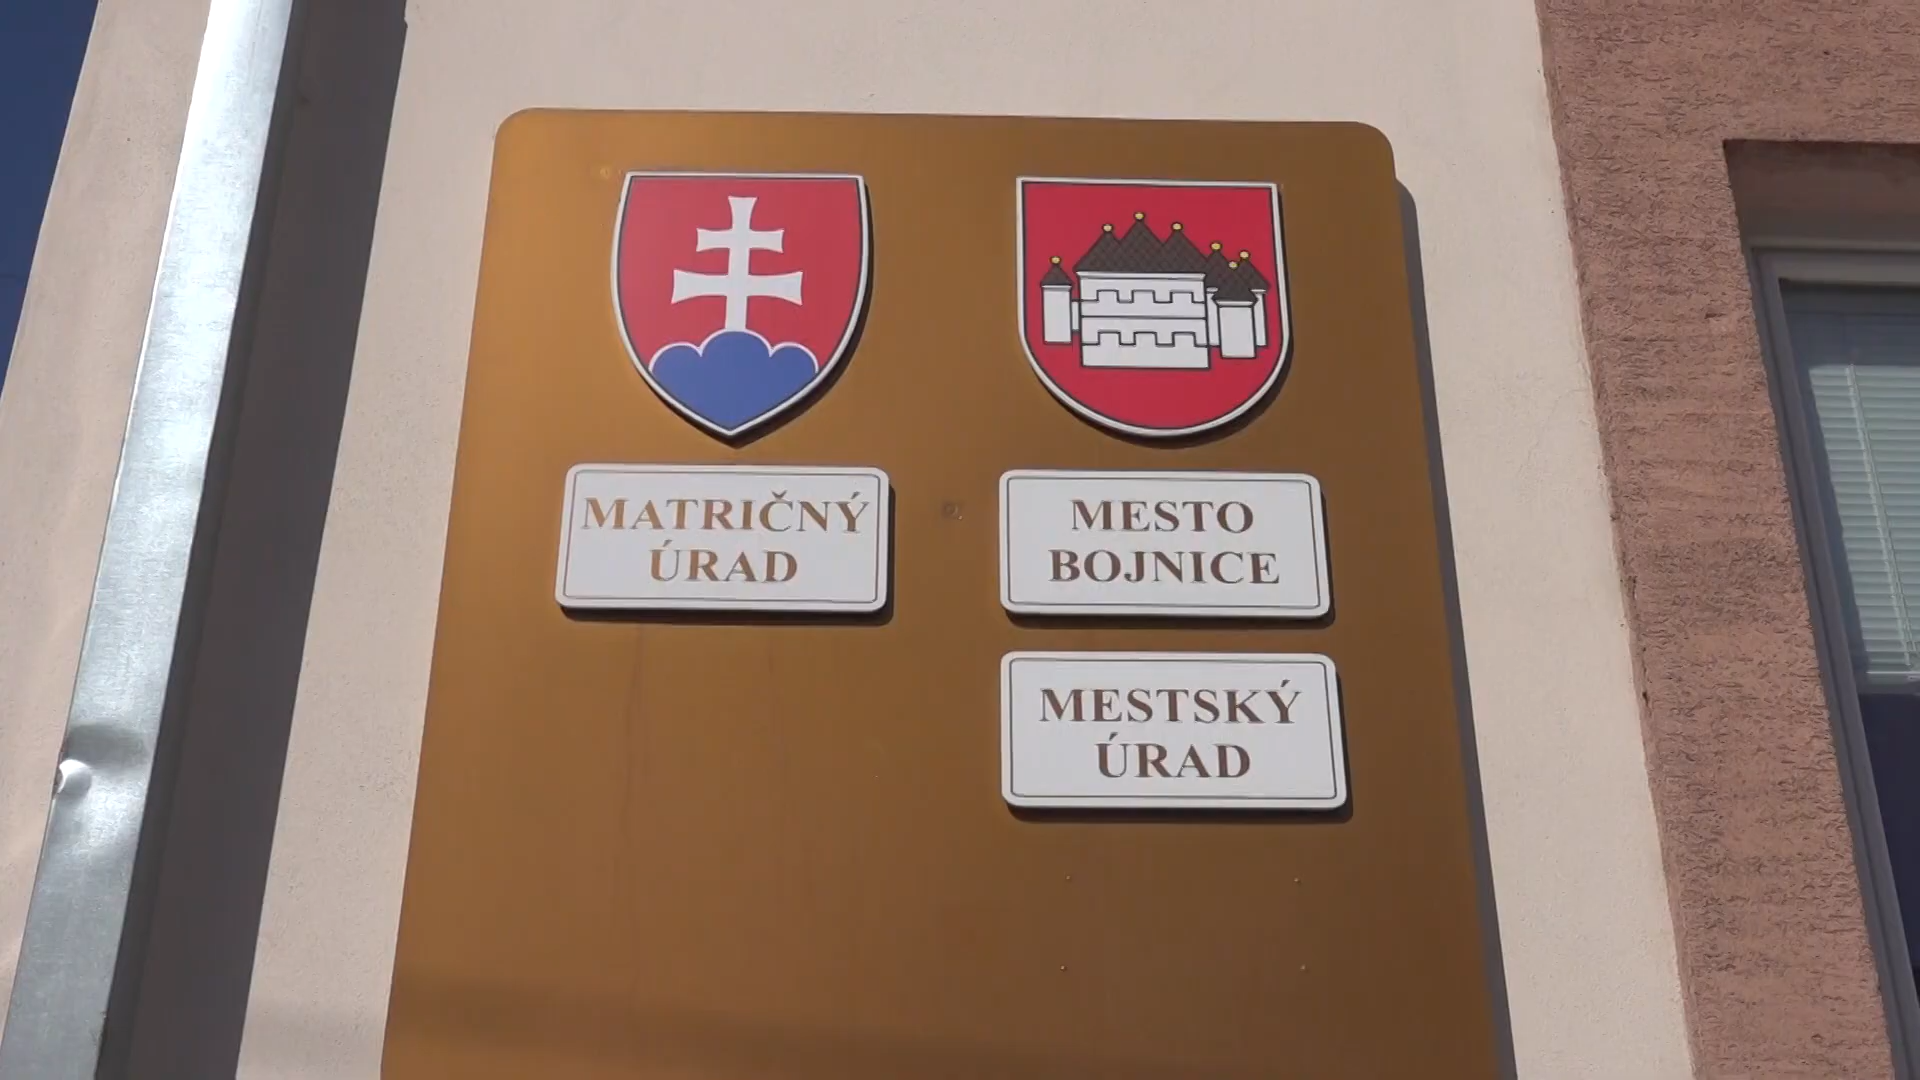 MATRIČNÝ
ÚRAD
MESTO
BOJNICE
MESTSKÝ
ÚRAD